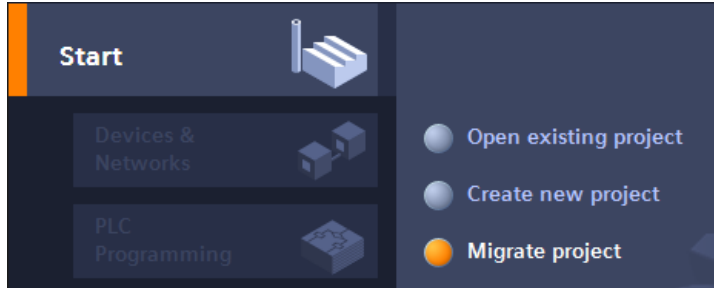 Start
Devices &
Networks
PLC
Programming
Open existing project
Create new project
Migrate project